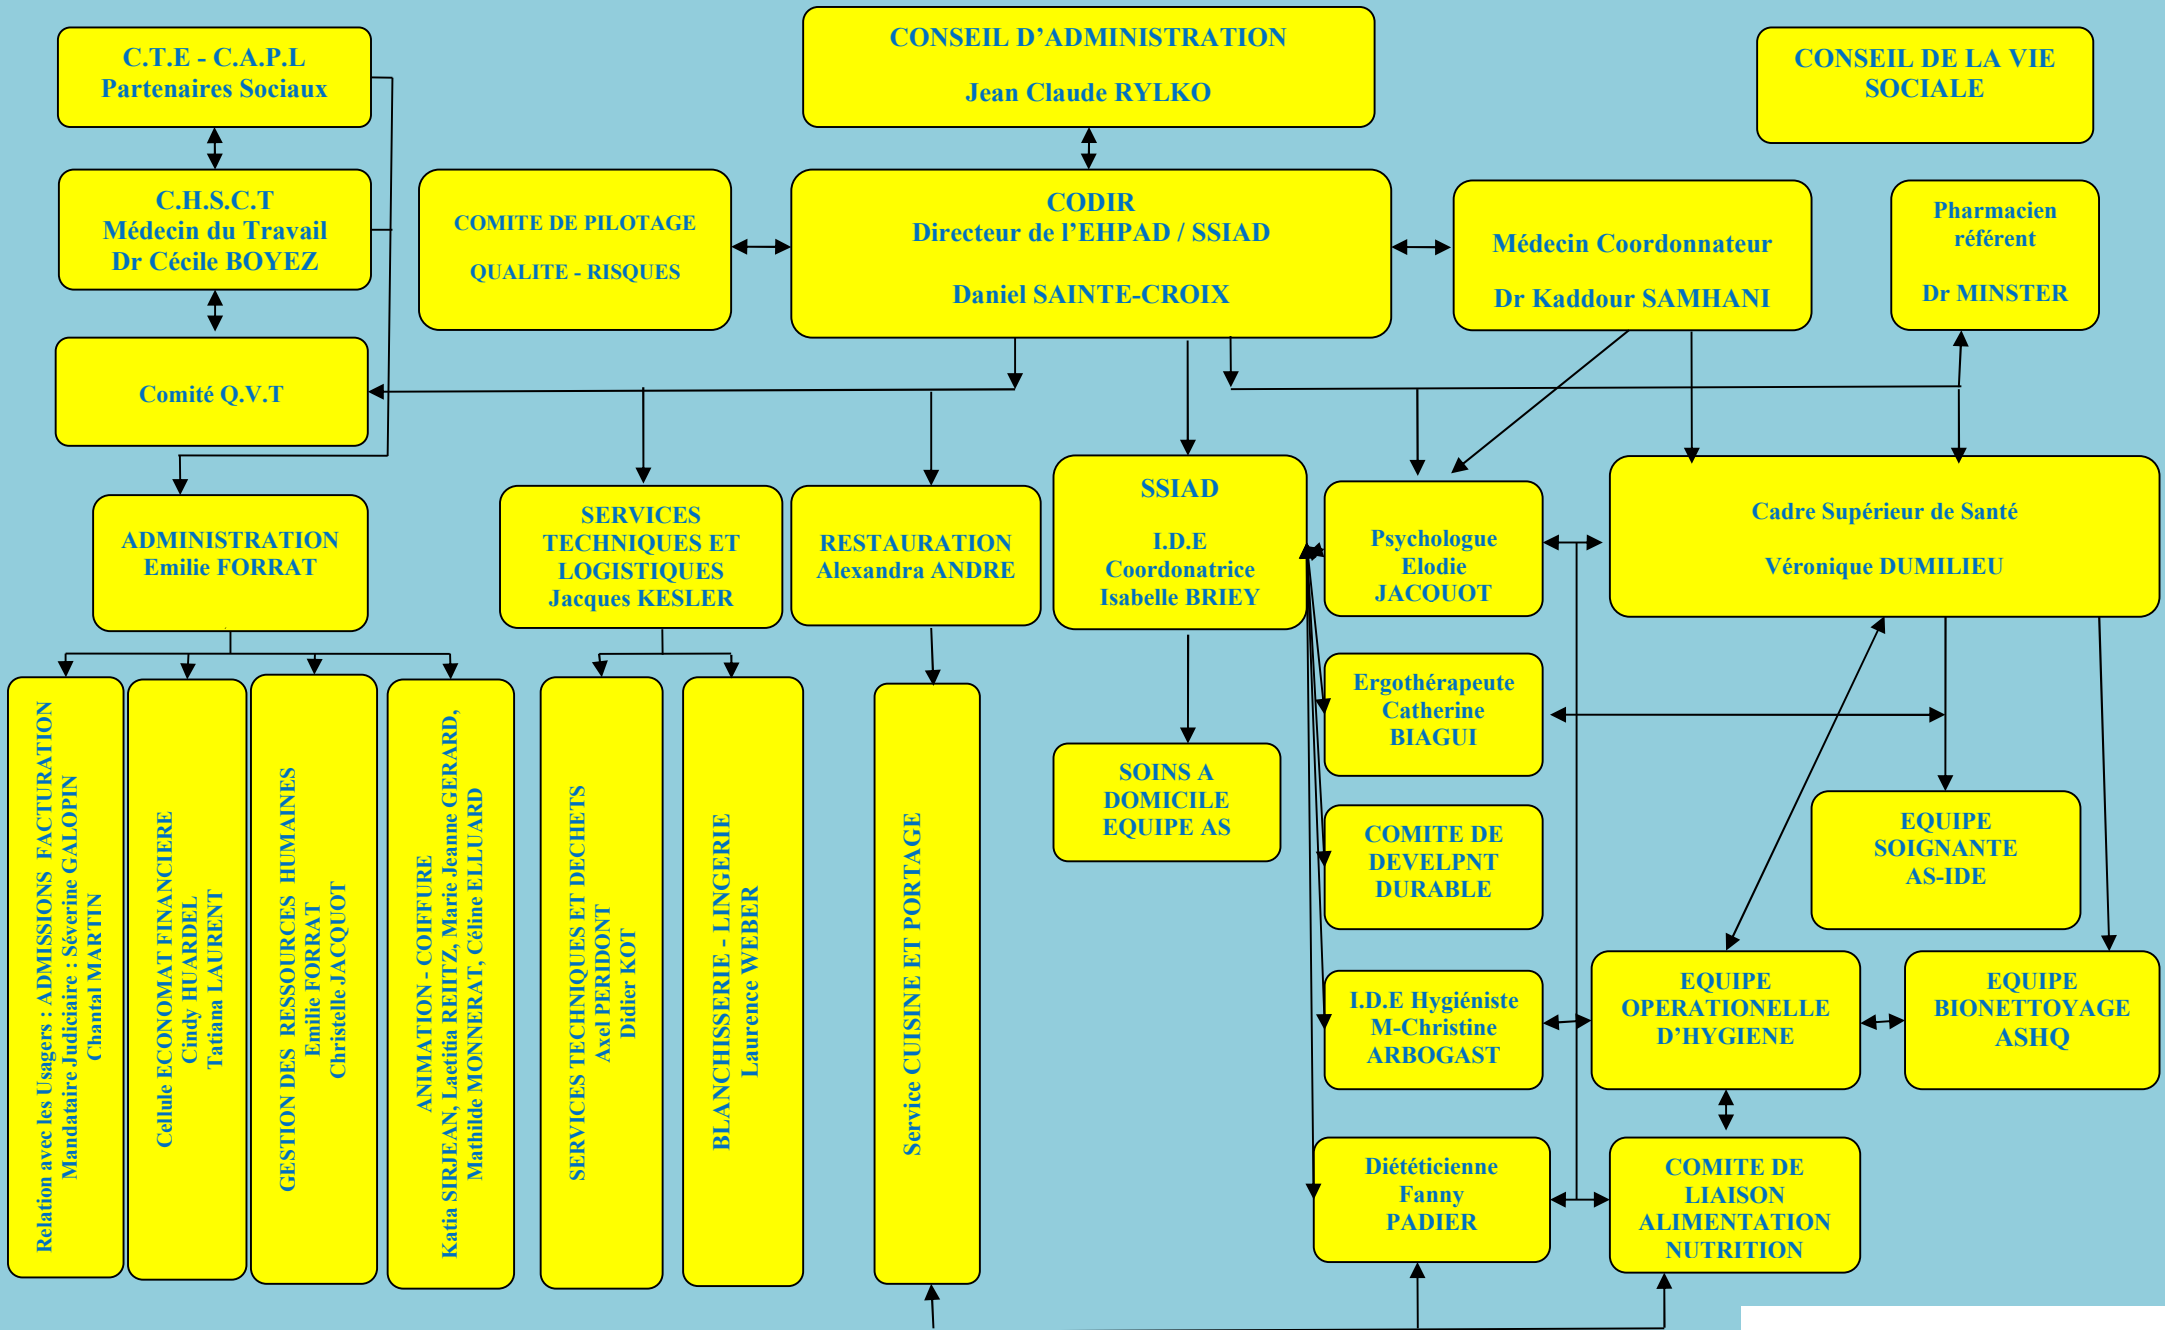 C.T.E - C.A.P.L
Partenaires Sociaux
CONSEIL D'ADMINISTRATION
Jean Claude RYLKO
CONSEIL DE LA VIE
SOCIALE
C.H.S.C.T
Médecin du Travail
Dr Cécile BOYEZ
COMITE DE PILOTAGE
QUALITE - RISQUES
CODIR
Directeur de l'EHPAD / SSIAD
Daniel SAINTE-CROIX
Médecin Coordonnateur
Dr Kaddour SAMHANI
Pharmacien
référent
Dr MINSTER
Comité Q.V.T
ADMINISTRATION
Emilie FORRAT
SERVICES
TECHNIQUES ET
LOGISTIQUES
Jacques KESLER
RESTAURATION
Alexandra ANDRE
SSIAD
I.D.E
Coordonatrice
Isabelle BRIEY
Psychologue
Elodie
JACOUOT
Cadre Supérieur de Santé
Véronique DUMILIEU
Relation avec les Usagers : ADMISSIONS FACTURATION
Mandataire Judiciaire : Séverine GALOPIN
Chantal MARTIN
Cellule ECONOMAT FINANCIERE
Cindy HUARDEL
Tatiana LAURENT
GESTION DES RESSOURCES HUMAINES
Emilie FORRAT
Christelle JACQUOT
ANIMATION - COIFFURE
Katia SIRJEAN, Laetitia REIITZ, Marie Jeanne GERARD,
Mathilde MONNERAT, Céline ELLUARD
SERVICES TECHNIQUES ET DECHETS
Axel PERIDONT
Didier KOT
BLANCHISSERIE - LINGERIE
Laurence WEBER
Service CUISINE ET PORTAGE
SOINS A
DOMICILE
EQUIPE AS
Ergothérapeute
Catherine
BIAGUI
COMITE DE
DEVELPNT
DURABLE
EQUIPE
SOIGNANTE
AS-IDE
I.D.E Hygiéniste
M-Christine
ARBOGAST
EQUIPE
OPERATIONELLE
D'HYGIENE
EQUIPE
BIONETTOYAGE
ASHQ
Diététicienne
Fanny
PADIER
COMITE DE
LIAISON
ALIMENTATION
NUTRITION